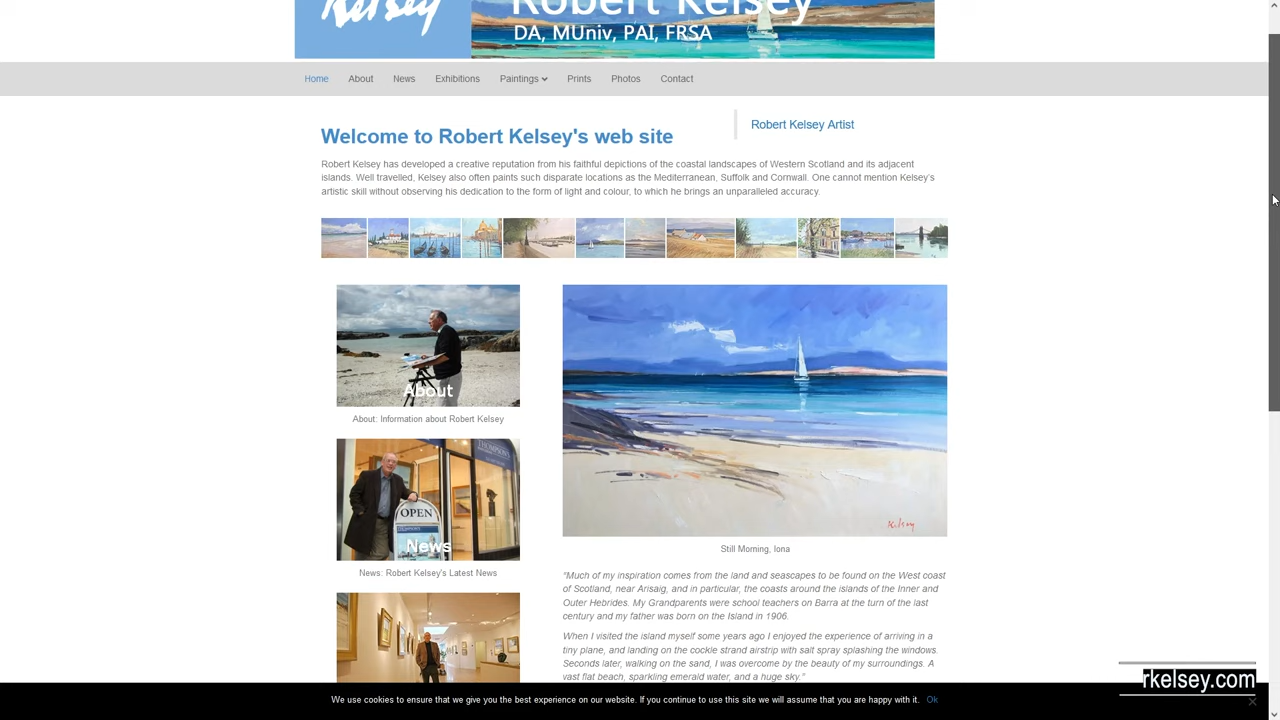 Kelsey
Robert Kelsey
DA, MUniv, PAI, FRSA
Home About News Exhibitions Paintings Prints Photos Contact
Welcome to Robert Kelsey's web site
Robert Kelsey Artist
Robert Kelsey has developed a creative reputation from his faithful depictions of the coastal landscapes of Western Scotland and its adjacent
islands. Well travelled, Kelsey also often paints such disparate locations as the Mediterranean, Suffolk and Cornwall. One cannot mention Kelsey's
artistic skill without observing his dedication to the form of light and colour, to which he brings an unparalleled accuracy.
About
About: Information about Robert Kelsey
THOMPSON'S
OPEN
THOMPSON'S
News
News: Robert Kelsey's Latest News
Kelsey
Still Morning, Iona
"Much of my inspiration comes from the land and seascapes to be found on the West coast
of Scotland, near Arisaig, and in particular, the coasts around the islands of the Inner and
Outer Hebrides. My Grandparents were school teachers on Barra at the turn of the last
century and my father was born on the Island in 1906.
When I visited the island myself some years ago I enjoyed the experience of arriving in a
tiny plane, and landing on the cockle strand airstrip with salt spray splashing the windows.
Seconds later, walking on the sand, I was overcome by the beauty of my surroundings. A
vast flat beach, sparkling emerald water, and a huge sky."
rkelsey.com
We use cookies to ensure that we give you the best experience on our website. If you continue to use this site we will assume that you are happy with it. Ok